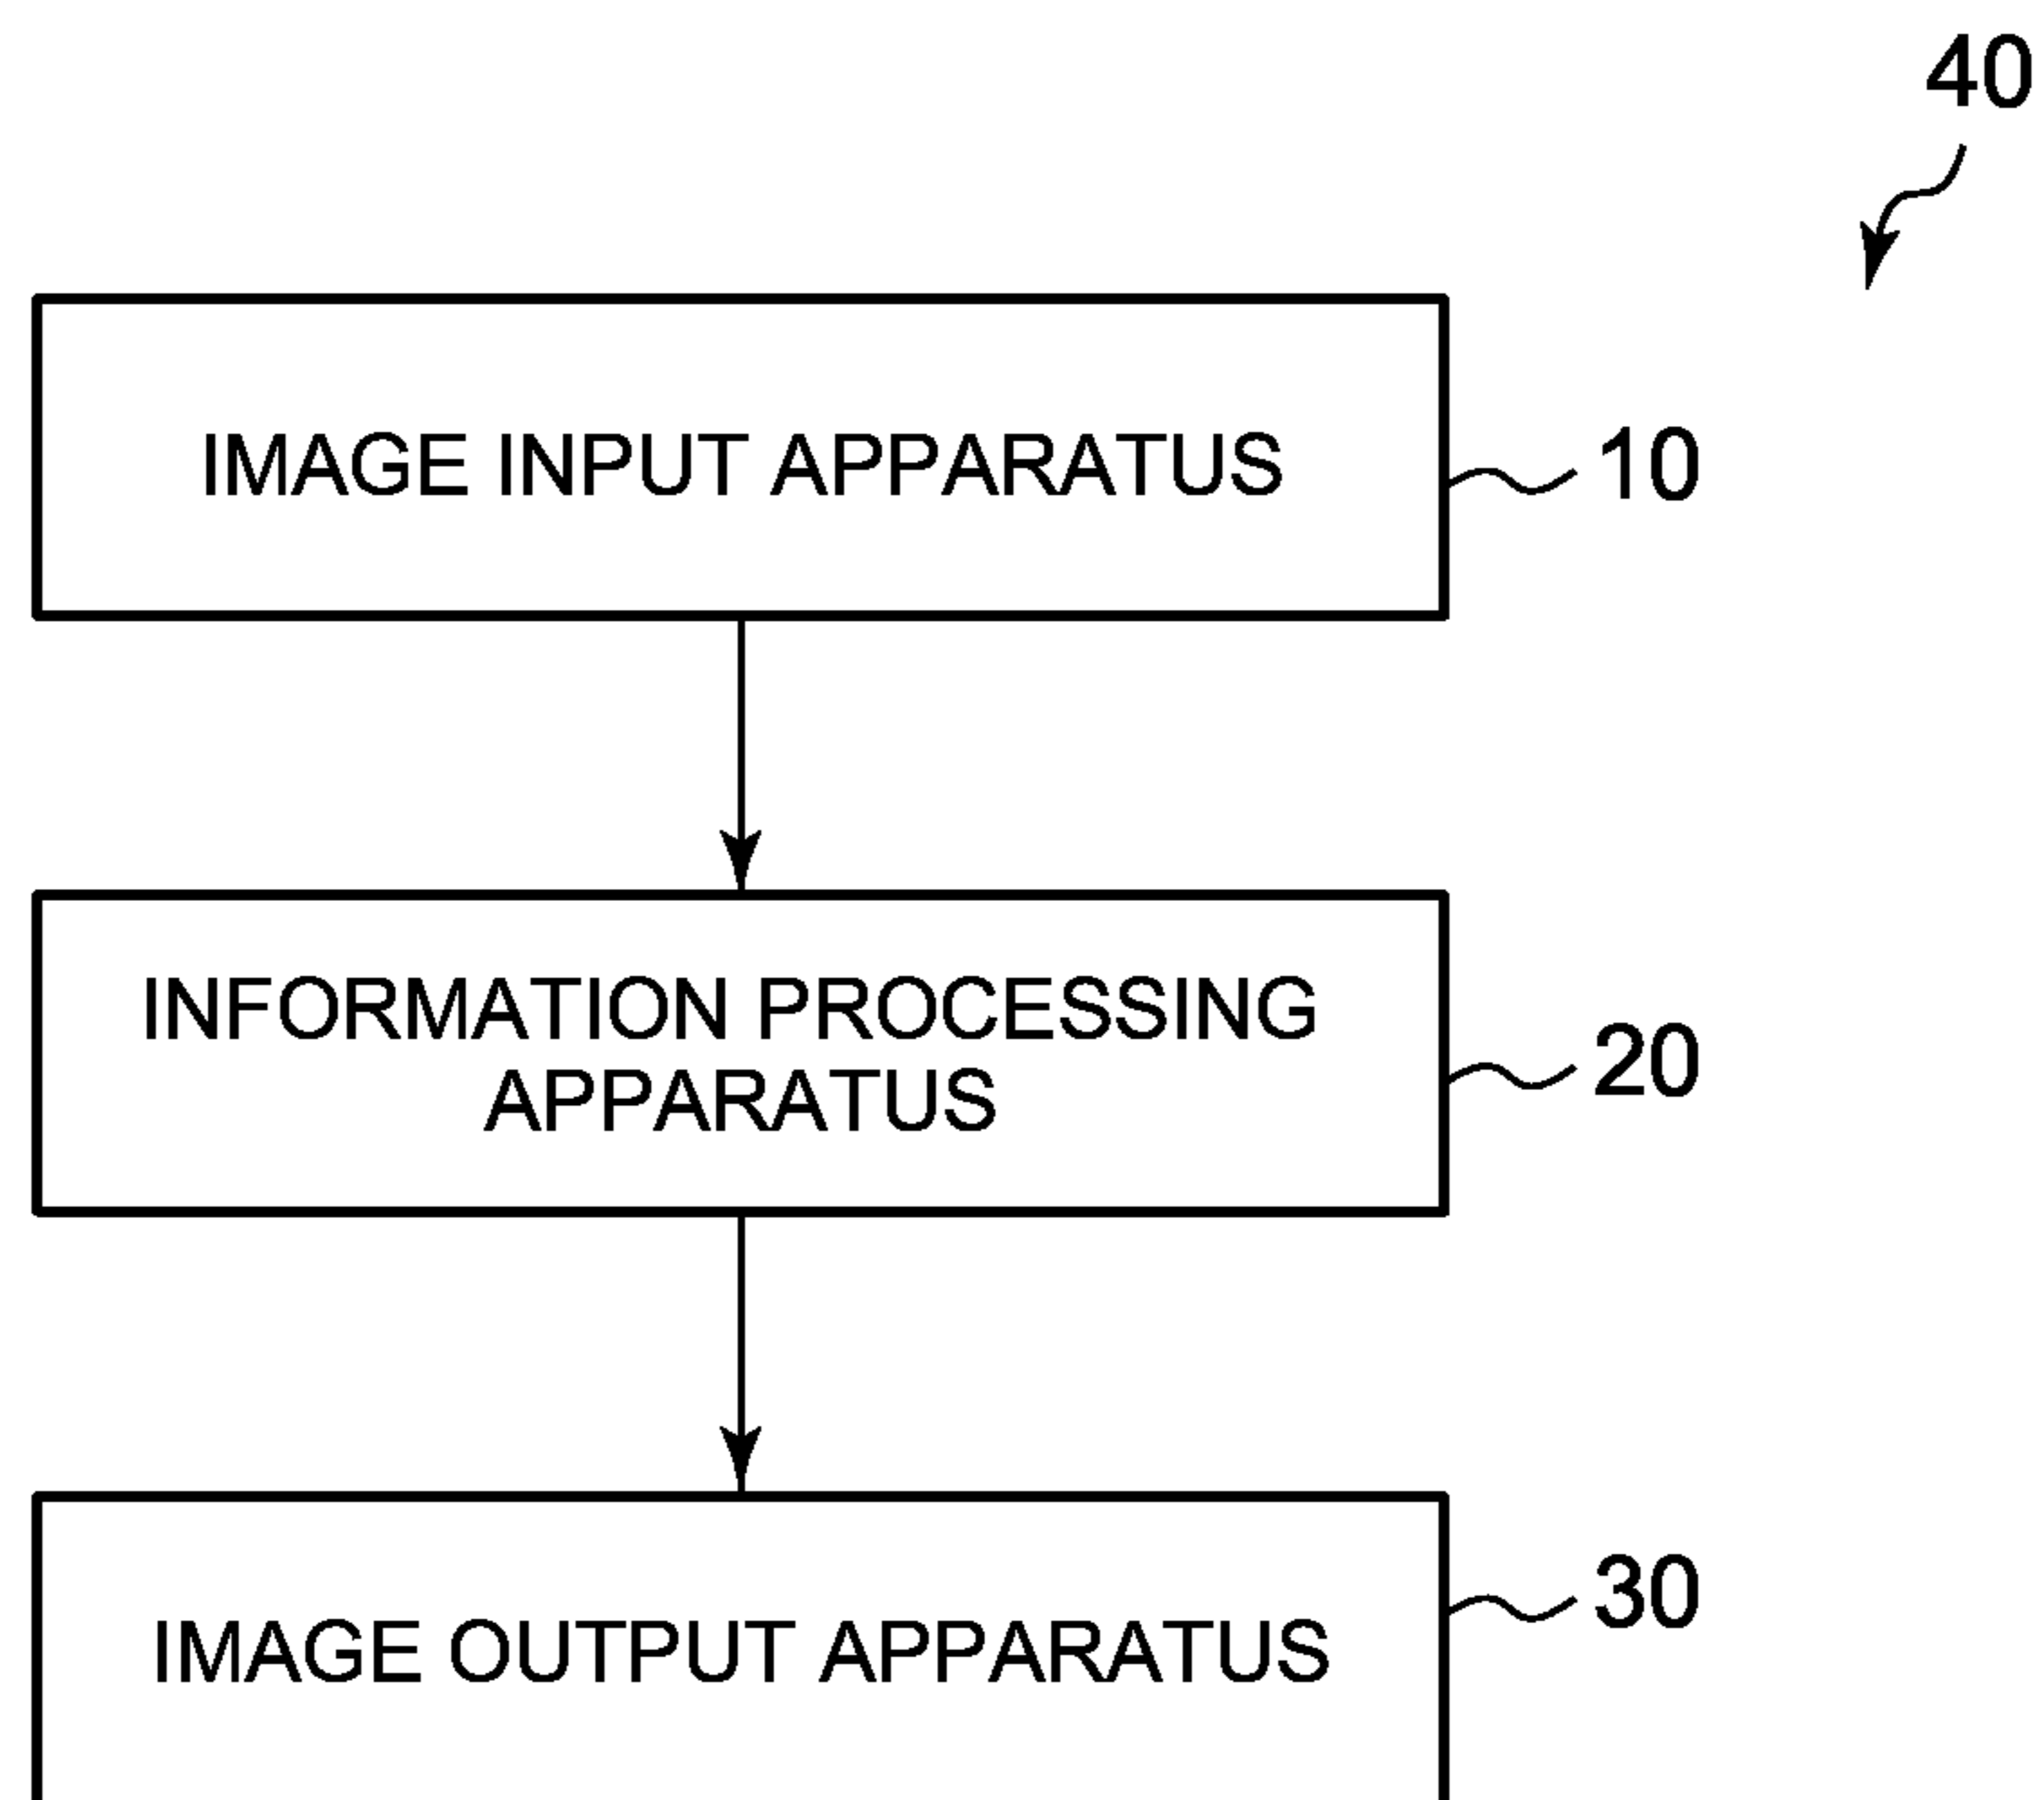 40
IMAGE INPUT APPARATUS
10
INFORMATION PROCESSING
APPARATUS
20
IMAGE OUTPUT APPARATUS
30